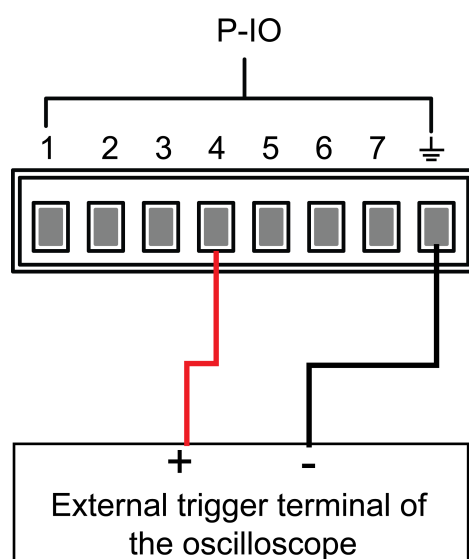 P-IO
1 2 3 4 5 6 7
+ -
External trigger terminal of
the oscilloscope